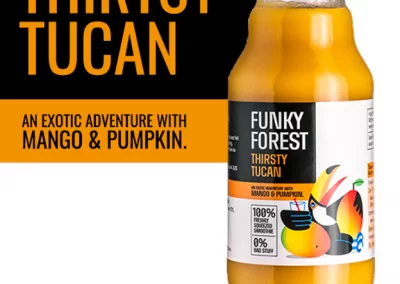 THIRSTY
TUCAN
AN EXOTIC ADVENTURE WITH
MANGO & PUMPKIN.
FUNKY
FOREST
THIRSTY
TUCAN
AN EXOTIC ADVENTURE WITH
MANGO & PUMPKIN.
100%
FRESHLY
SQUEEZED
SMOOTHIE
0%
BAD STUFF